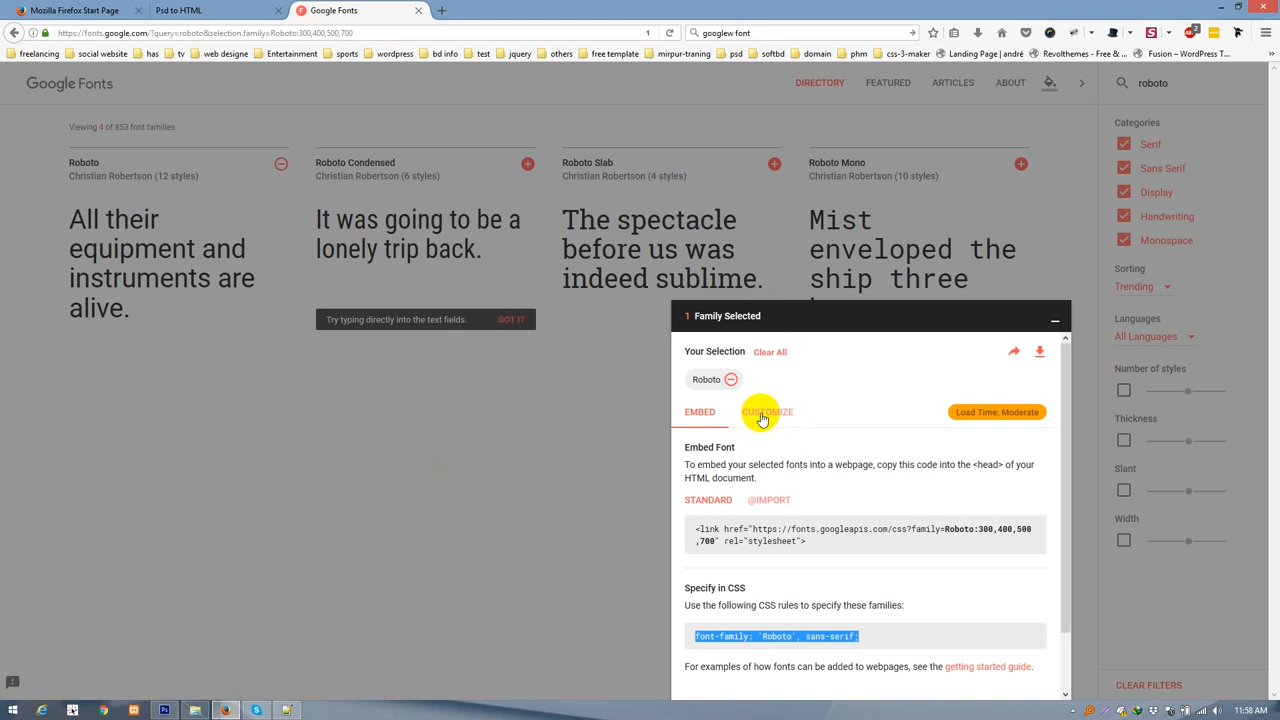 Mozilla Firefox Start Page
Psd to HTML
Google Fonts
https://fonts.google.com/?query=roboto&selection.family=Roboto:300,400,500,700
1
googlew font
2
freelancing
social website
has
tv
web designe
Entertainment
sports
wordpress
bd info
test
jquery
others
free template
mirpur-traning
psd
softbd
domain
phm
css-3-maker
Landing Page | andré
Revolthemes - Free & ...
Fusion – WordPress T...
Google Fonts
DIRECTORY
FEATURED
ARTICLES
ABOUT
roboto
Viewing 4 of 853 font families
Roboto
Christian Robertson (12 styles)
All their
equipment and
instruments are
alive.
Roboto Condensed
Christian Robertson (6 styles)
It was going to be a
lonely trip back.
Try typing directly into the text fields.
GOT IT
Roboto Slab
Christian Robertson (4 styles)
The spectacle
before us was
indeed sublime.
Roboto Mono
Christian Robertson (10 styles)
Mist
enveloped the
ship three
1 Family Selected
Your Selection
Clear All
Roboto
EMBED
CUSTOMIZE
Load Time: Moderate
Embed Font
To embed your selected fonts into a webpage, copy this code into the <head> of your
HTML document.
STANDARD
@IMPORT
<link href="https://fonts.googleapis.com/css?family=Roboto:300,400,500
,700" rel="stylesheet">
Specify in CSS
Use the following CSS rules to specify these families:
font-family: 'Roboto', sans-serif;
For examples of how fonts can be added to webpages, see the getting started guide.
Categories
Serif
Sans Serif
Display
Handwriting
Monospace
Sorting
Trending
Languages
All Languages
Number of styles
Thickness
Slant
Width
CLEAR FILTERS
11:58 AM